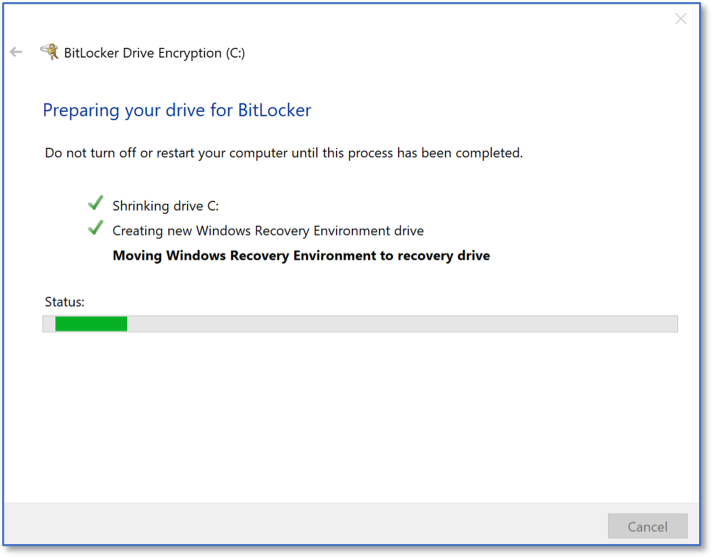 BitLocker Drive Encryption (C:)
Preparing your drive for BitLocker
Do not turn off or restart your computer until this process has been completed.
Shrinking drive C:
Creating new Windows Recovery Environment drive
Moving Windows Recovery Environment to recovery drive
Status:
Cancel